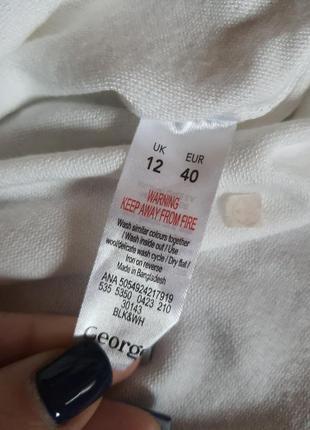 UK EUR
12 40
WARNING
KEEP AWAY FROM FIRE
Wash similar colours together
/ Wash inside out / Use
wool/delicate wash cycle / Dry flat /
Iron on reverse
Made in Bangladesh
ANA 5054924217919
535 5350 0423 210
30143
BLK&WH
George